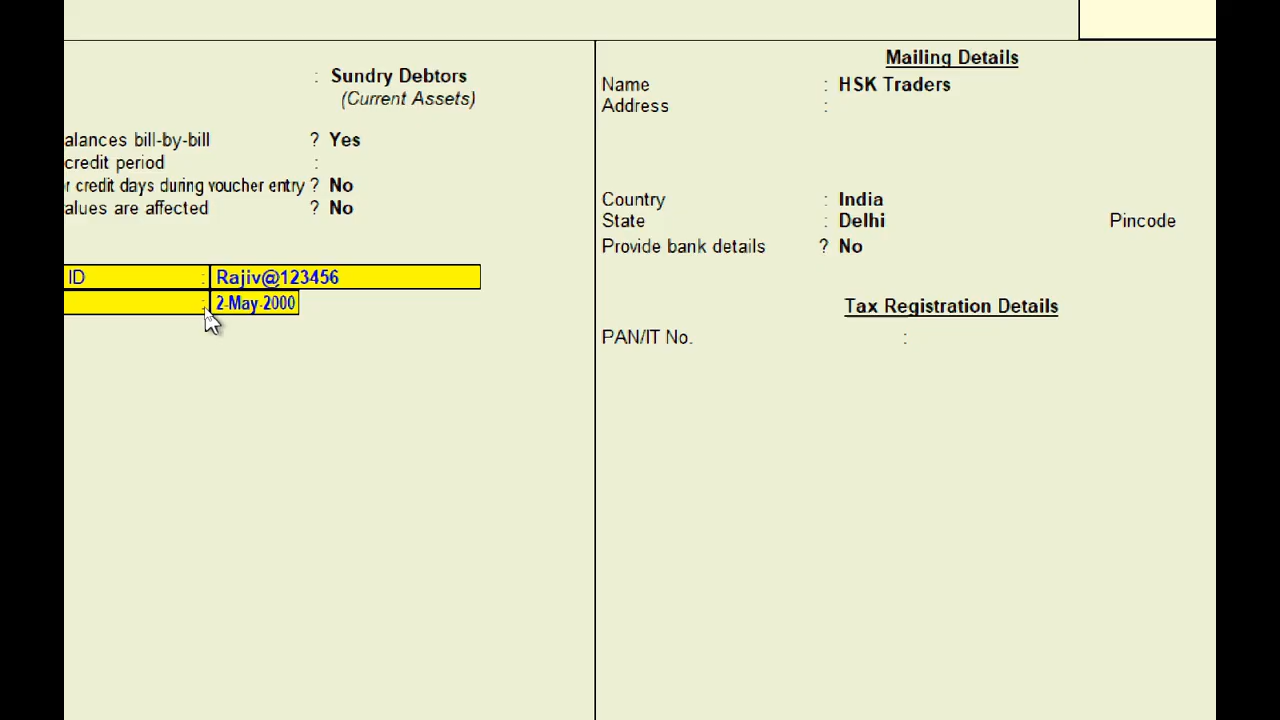 : Sundry Debtors
(Current Assets)
alances bill-by-bill ? Yes
credit period :
r credit days during voucher entry ? No
alues are affected ? No
ID : Rajiv@123456
: 2-May-2000
Mailing Details
Name : HSK Traders
Address :
Country : India
State : Delhi Pincode
Provide bank details ? No
Tax Registration Details
PAN/IT No. :